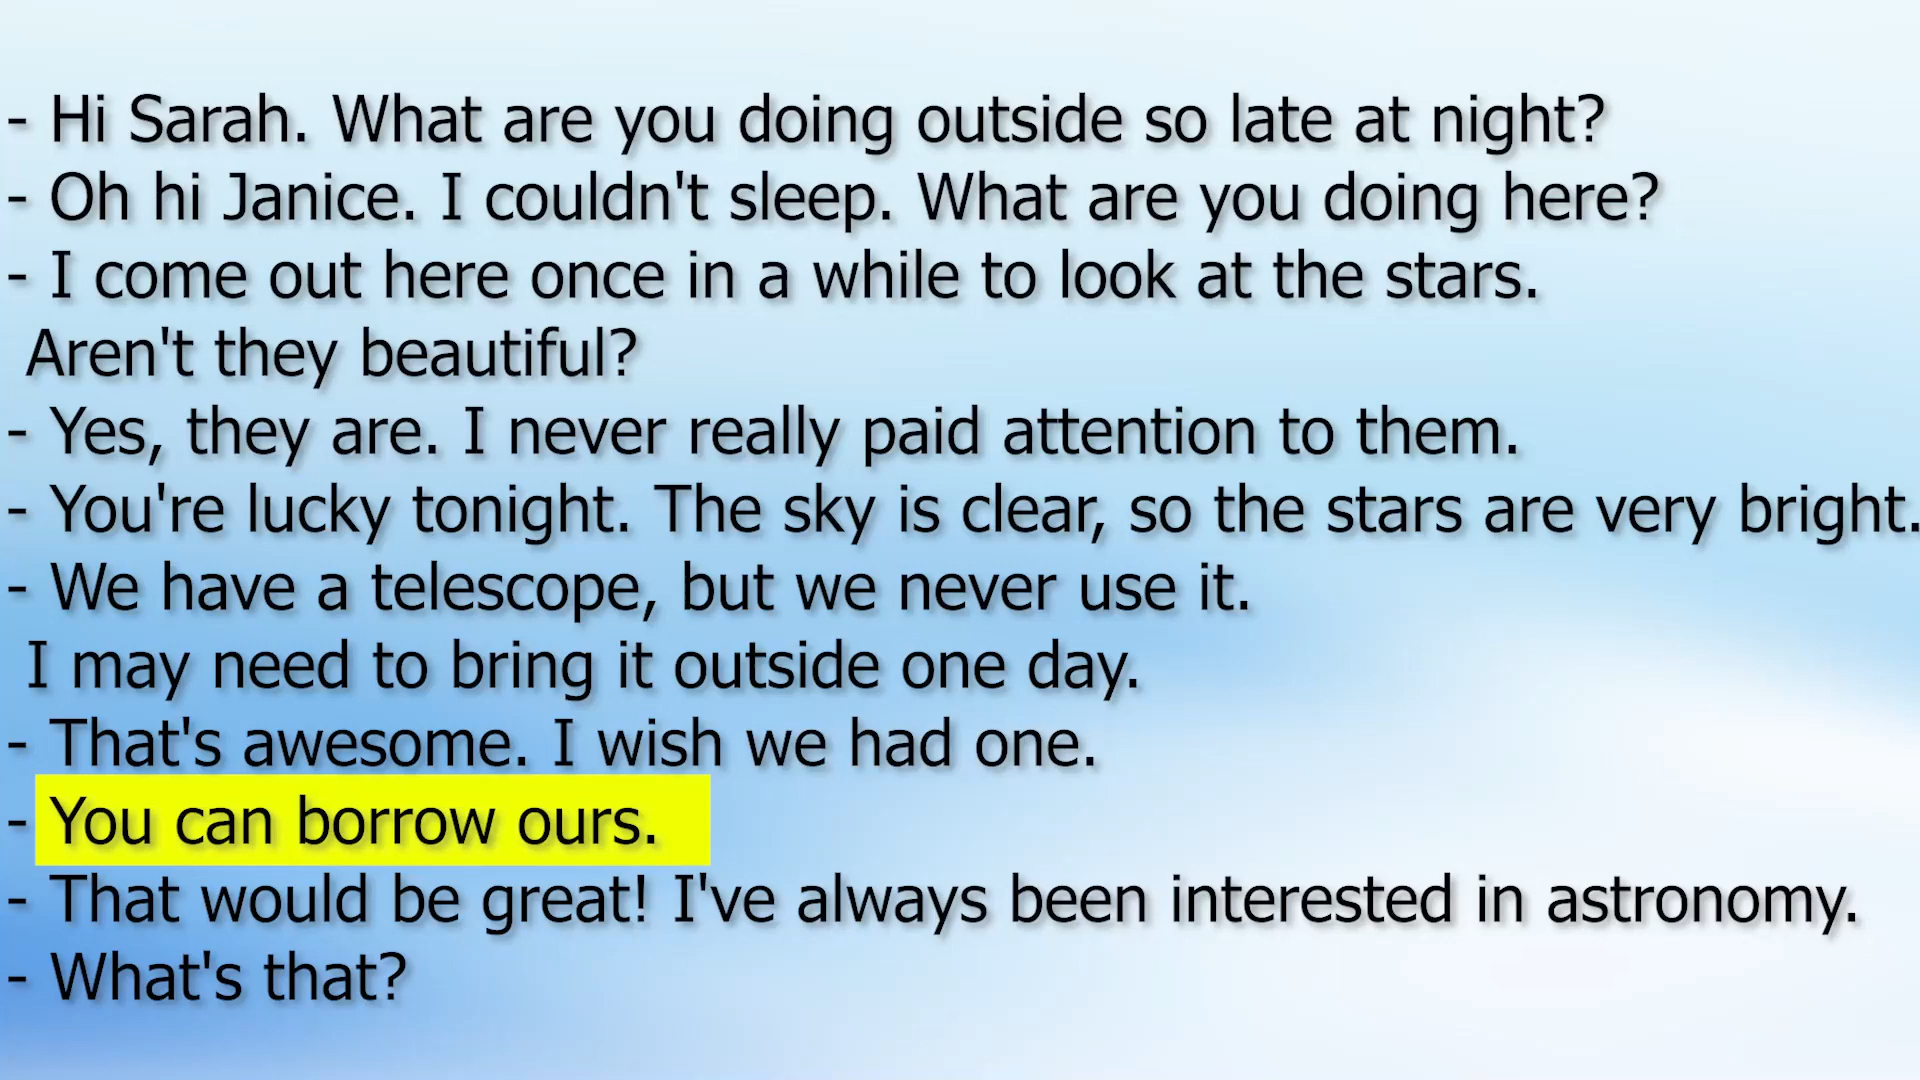 - Hi Sarah. What are you doing outside so late at night?
- Oh hi Janice. I couldn't sleep. What are you doing here?
- I come out here once in a while to look at the stars.
Aren't they beautiful?
- Yes, they are. I never really paid attention to them.
- You're lucky tonight. The sky is clear, so the stars are very bright.
- We have a telescope, but we never use it.
I may need to bring it outside one day.
- That's awesome. I wish we had one.
- You can borrow ours.
- That would be great! I've always been interested in astronomy.
- What's that?